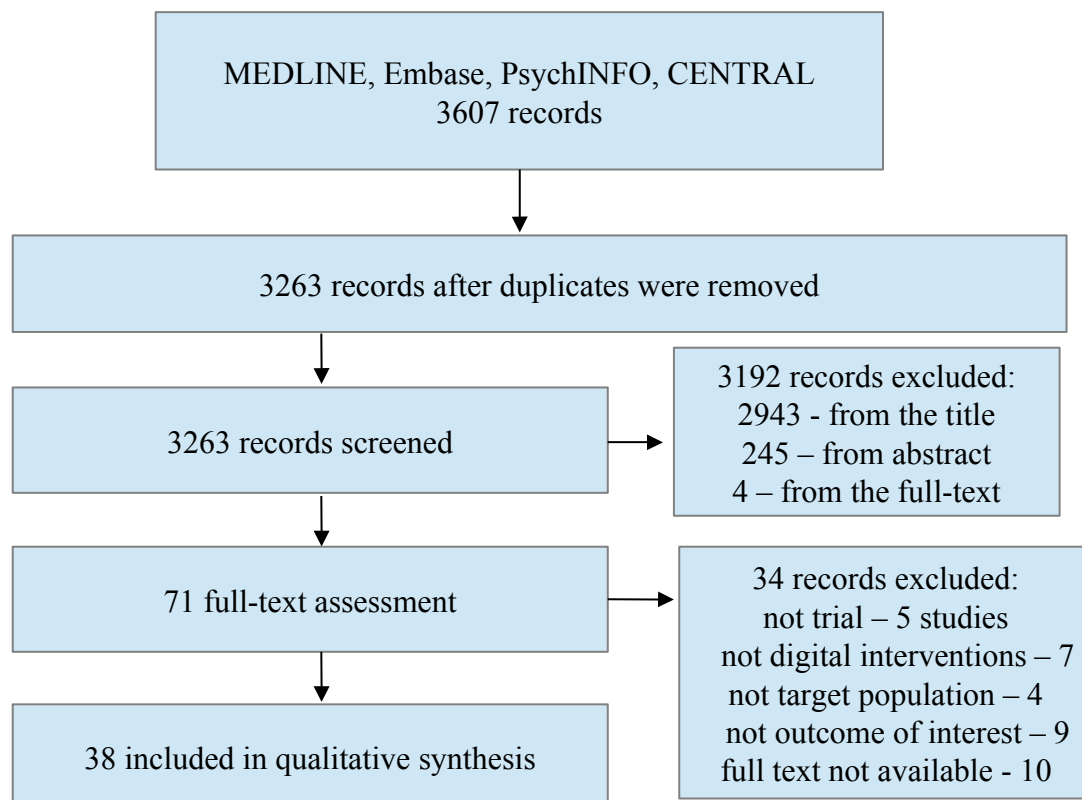 MEDLINE, Embase, PsychINFO, CENTRAL
3607 records
3263 records after duplicates were removed
3263 records screened
3192 records excluded:
2943 - from the title
245 – from abstract
4 – from the full-text
71 full-text assessment
34 records excluded:
not trial – 5 studies
not digital interventions – 7
not target population – 4
not outcome of interest – 9
full text not available - 10
38 included in qualitative synthesis